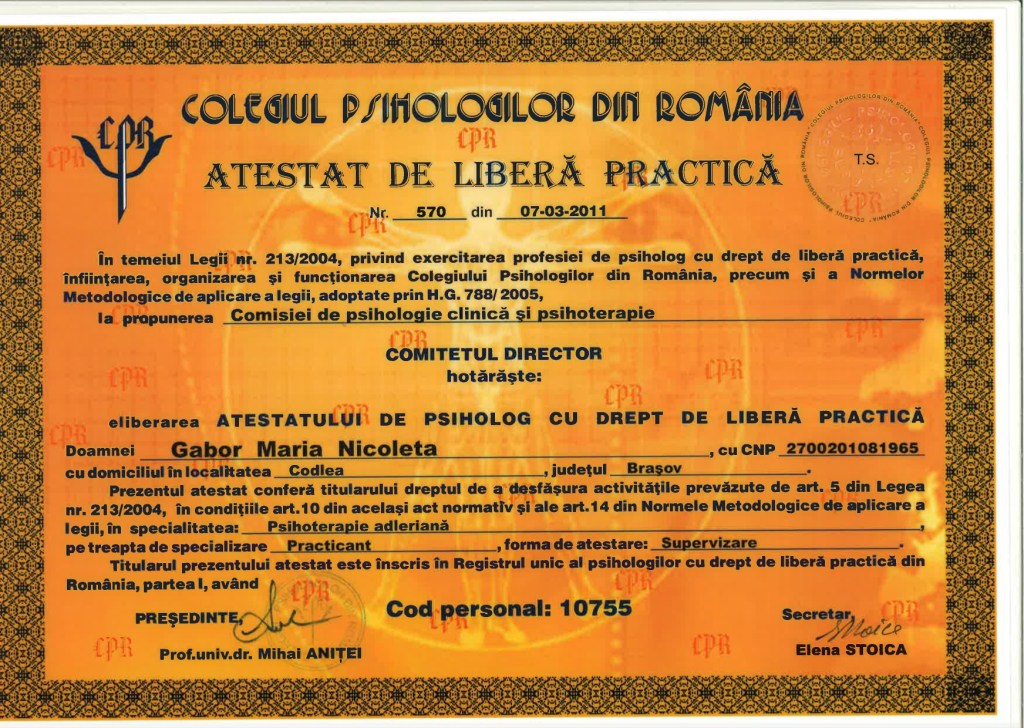 COLEGIUL PSIHOLOGILOR DIN ROMÂNIA
CPR
T.S.
ATESTAT DE LIBERĂ PRACTICĂ
Nr. 570 din 07-03-2011
În temeiul Legii nr. 213/2004, privind exercitarea profesiei de psiholog cu drept de liberă practică,
înființarea, organizarea și funcționarea Colegiului Psihologilor din România, precum și a Normelor
Metodologice de aplicare a legii, adoptate prin H.G. 788/ 2005,
la propunerea Comisiei de psihologie clinică și psihoterapie
COMITETUL DIRECTOR
hotărăște:
eliberarea ATESTATULUI DE PSIHOLOG CU DREPT DE LIBERĂ PRACTICĂ
Doamnei Gabor Maria Nicoleta, cu CNP 2700201081965
cu domiciliul în localitatea Codlea, județul Brașov.
Prezentul atestat conferă titularului dreptul de a desfășura activitățile prevăzute de art. 5 din Legea
nr. 213/2004, în condițiile art.10 din același act normativ și ale art.14 din Normele Metodologice de aplicare a
legii, în specialitatea: Psihoterapie adleriană,
pe treapta de specializare Practicant, forma de atestare: Supervizare.
Titularul prezentului atestat este înscris în Registrul unic al psihologilor cu drept de liberă practică din
România, partea I, având
Cod personal: 10755
PREȘEDINTE,
Prof.univ.dr. Mihai ANIȚEI
Secretar,
Elena STOICA